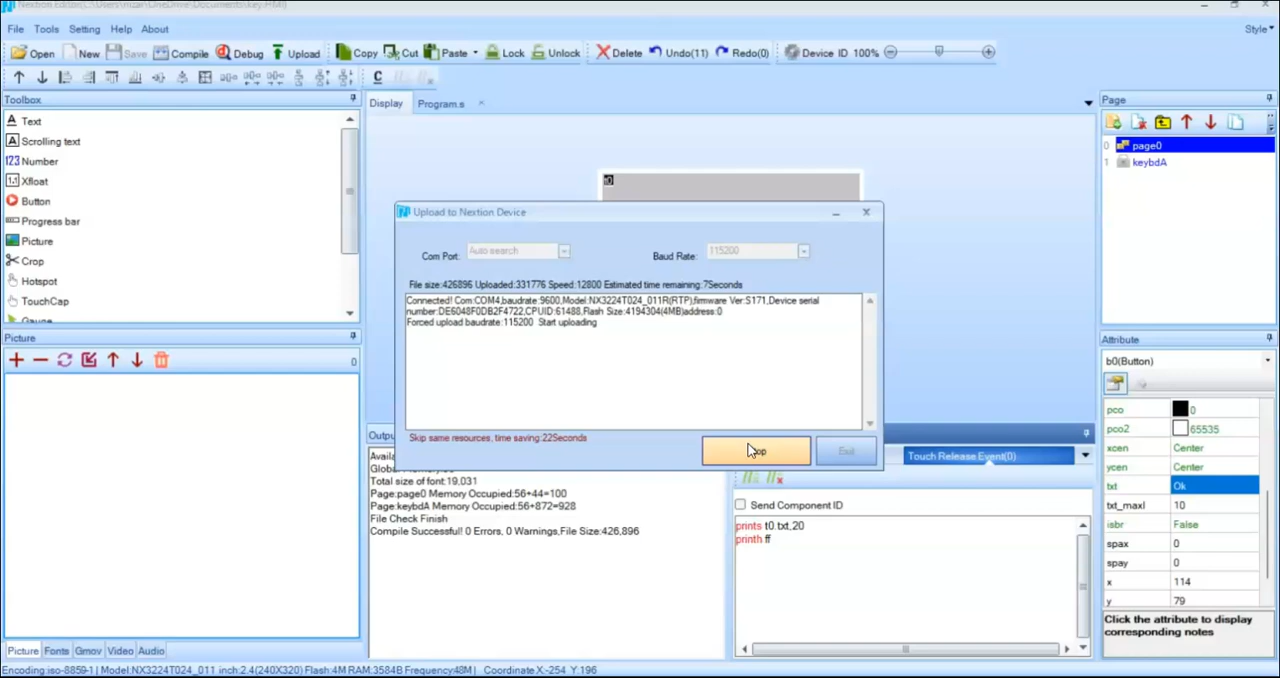 Nextion Editor(C:\Users\nizar\OneDrive\Documents\key.HMI)
File Tools Setting Help About
Style
Open New Save Compile Debug Upload Copy Cut Paste Lock Unlock Delete Undo(11) Redo(0) Device ID 100%
C
Toolbox
Display Program.s
Page
A Text
A Scrolling text
123 Number
1.1 Xfloat
Button
Progress bar
Picture
Crop
Hotspot
TouchCap
Gauge
0 page0
1 keybdA
t0
Upload to Nextion Device
Com Port: Auto search Baud Rate: 115200
File size:426896 Uploaded:331776 Speed:12800 Estimated time remaining:7Seconds
Connected! Com:COM4,baudrate:9600,Model:NX3224T024_011R(RTP),firmware Ver:S171,Device serial
number:DE6048F0DB2F4722,CPUID:61488,Flash Size:4194304(4MB)address:0
Forced upload baudrate:115200 Start uploading
Skip same resources, time saving:22Seconds
Exit
Picture
0
Attribute
b0(Button)
pco 0
pco2 65535
xcen Center
ycen Center
txt Ok
txt_maxl 10
isbr False
spax 0
spay 0
x 114
y 79
Click the attribute to display
corresponding notes
Total size of font:19,031
Page:page0 Memory Occupied:56+44=100
Page:keybdA Memory Occupied:56+872=928
File Check Finish
Compile Successful! 0 Errors, 0 Warnings,File Size:426,896
Touch Release Event(0)
Send Component ID
prints t0.txt,20
printh ff
Picture Fonts Gmov Video Audio
Encoding:iso-8859-1 Model:NX3224T024_011 inch:2.4(240X320) Flash:4M RAM:3584B Frequency:48M Coordinate X:-254 Y:196